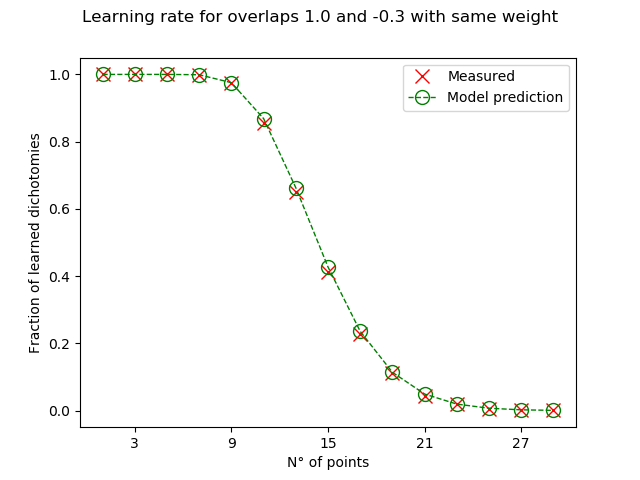 Learning rate for overlaps 1.0 and -0.3 with same weight
Measured
Model prediction
Fraction of learned dichotomies
1.0
0.8
0.6
0.4
0.2
0.0
3
9
15
21
27
N° of points